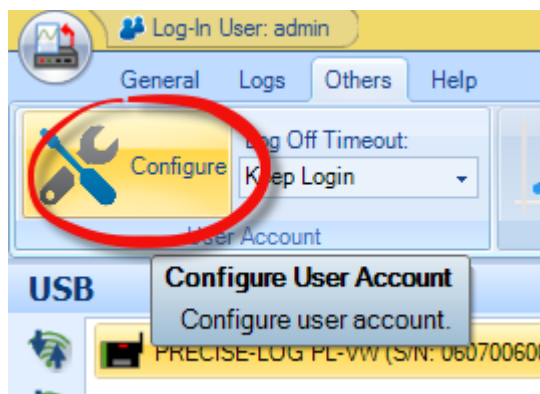 Log-In User: admin
General Logs Others Help
Configure
Log Off Timeout:
Keep Login
User Account
Configure User Account
Configure user account.
USB
PRECISE-LOG PL-VW (S/N: 0607006000